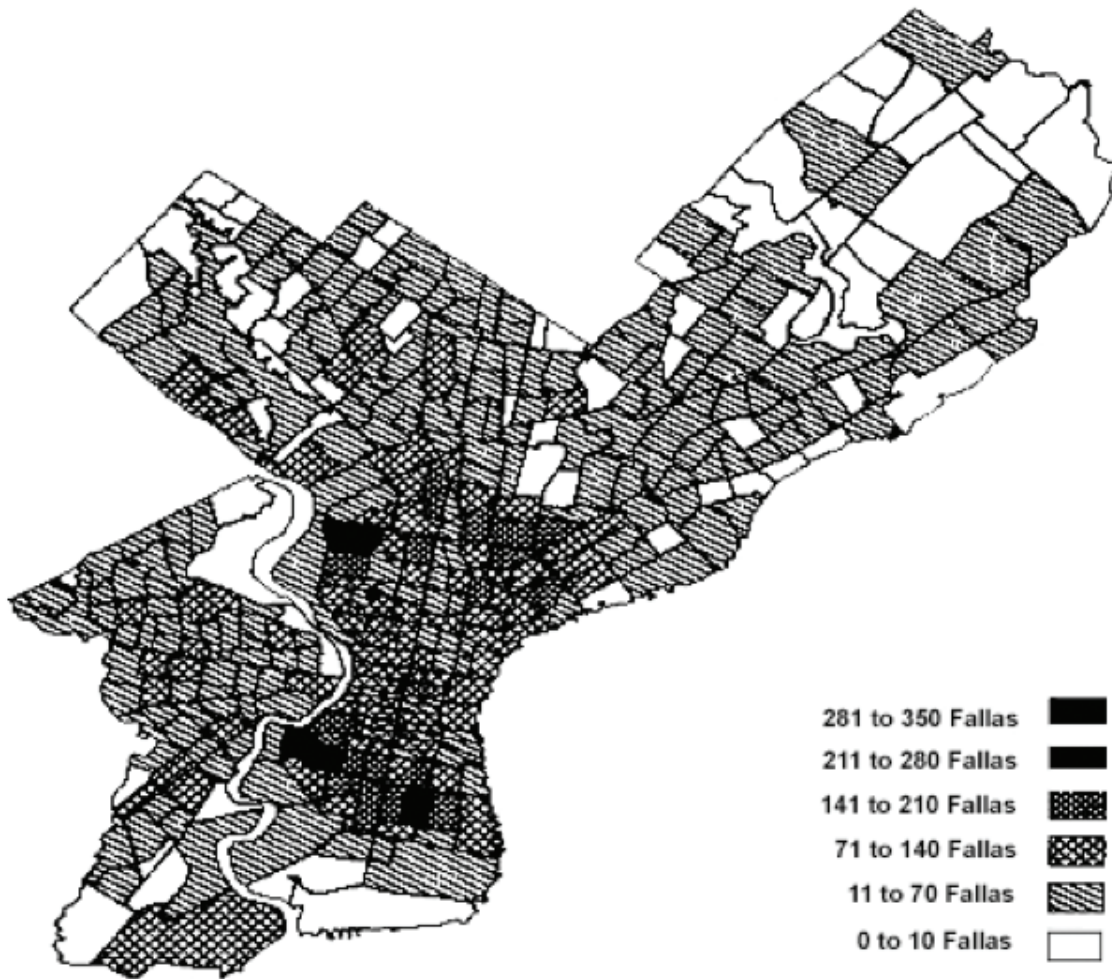 281 to 350 Fallas
211 to 280 Fallas
141 to 210 Fallas
71 to 140 Fallas
11 to 70 Fallas
0 to 10 Fallas